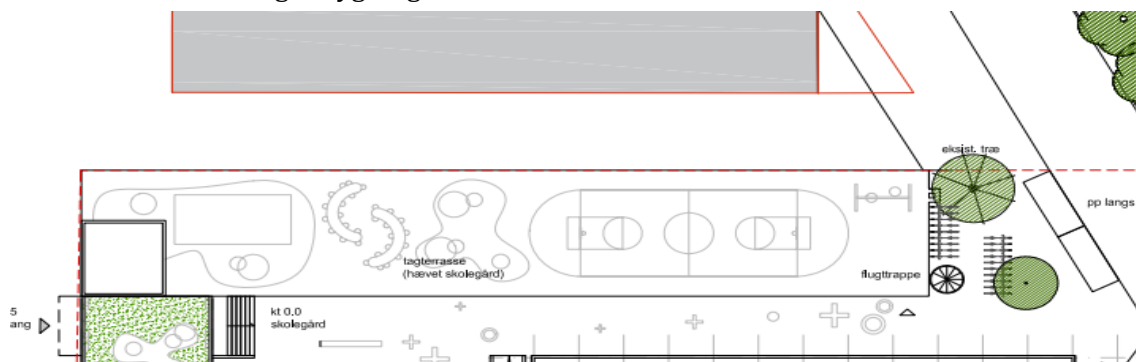 eksist. træ
pp langs
tagterrasse
(hævet skolegård)
flugttrappe
5
ang
kt 0.0
skolegård